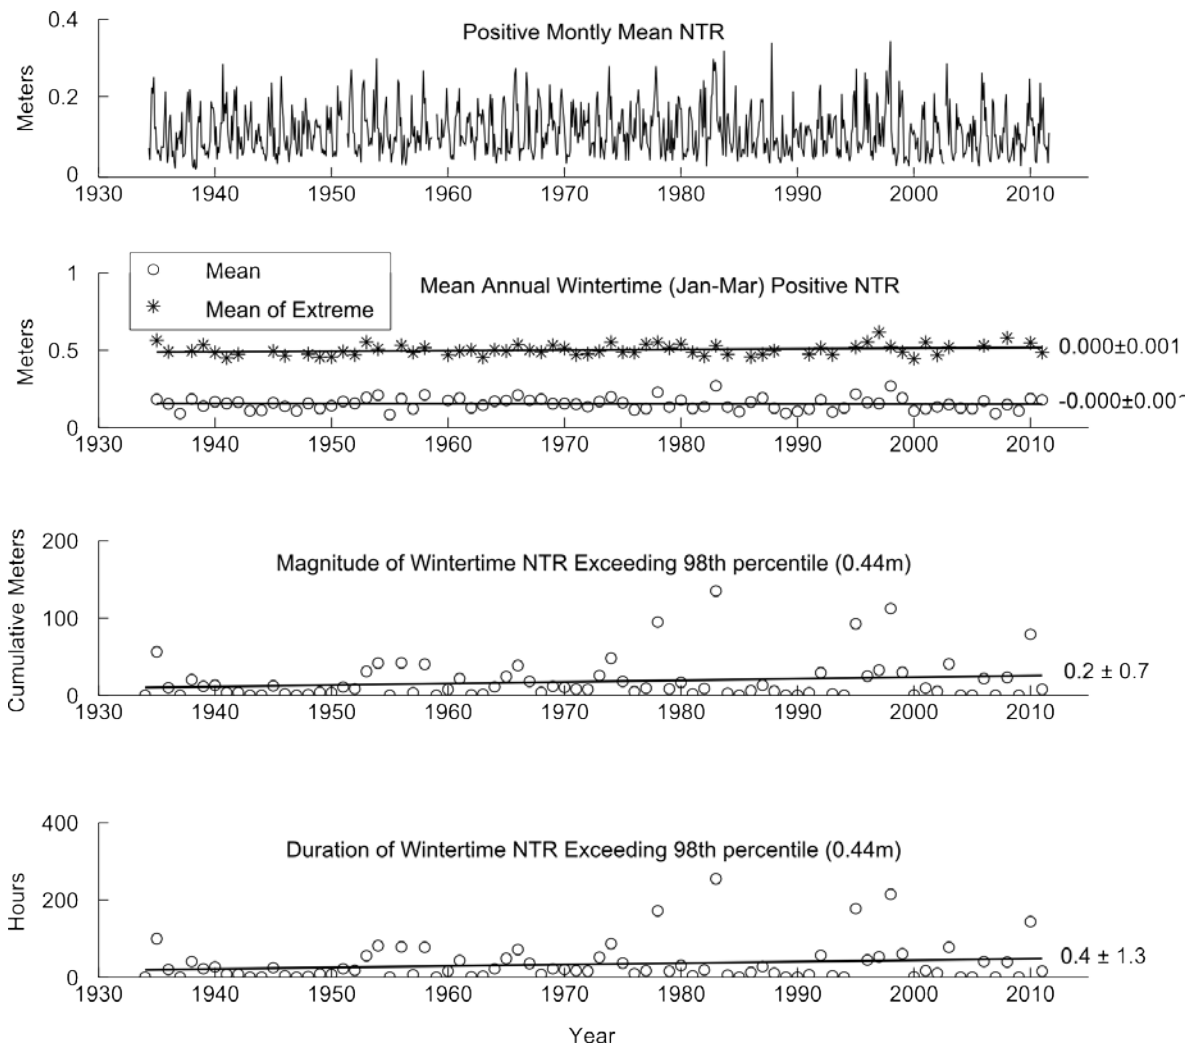 Positive Montly Mean NTR
0.4
0.2
0
Meters
1930 1940 1950 1960 1970 1980 1990 2000 2010
Mean Annual Wintertime (Jan-Mar) Positive NTR
Mean
Mean of Extreme
1
0.5
0
Meters
0.000±0.001
-0.000±0.001
1930 1940 1950 1960 1970 1980 1990 2000 2010
Magnitude of Wintertime NTR Exceeding 98th percentile (0.44m)
200
100
0
Cumulative Meters
0.2 ± 0.7
1930 1940 1950 1960 1970 1980 1990 2000 2010
Duration of Wintertime NTR Exceeding 98th percentile (0.44m)
400
200
0
Hours
0.4 ± 1.3
1930 1940 1950 1960 1970 1980 1990 2000 2010
Year